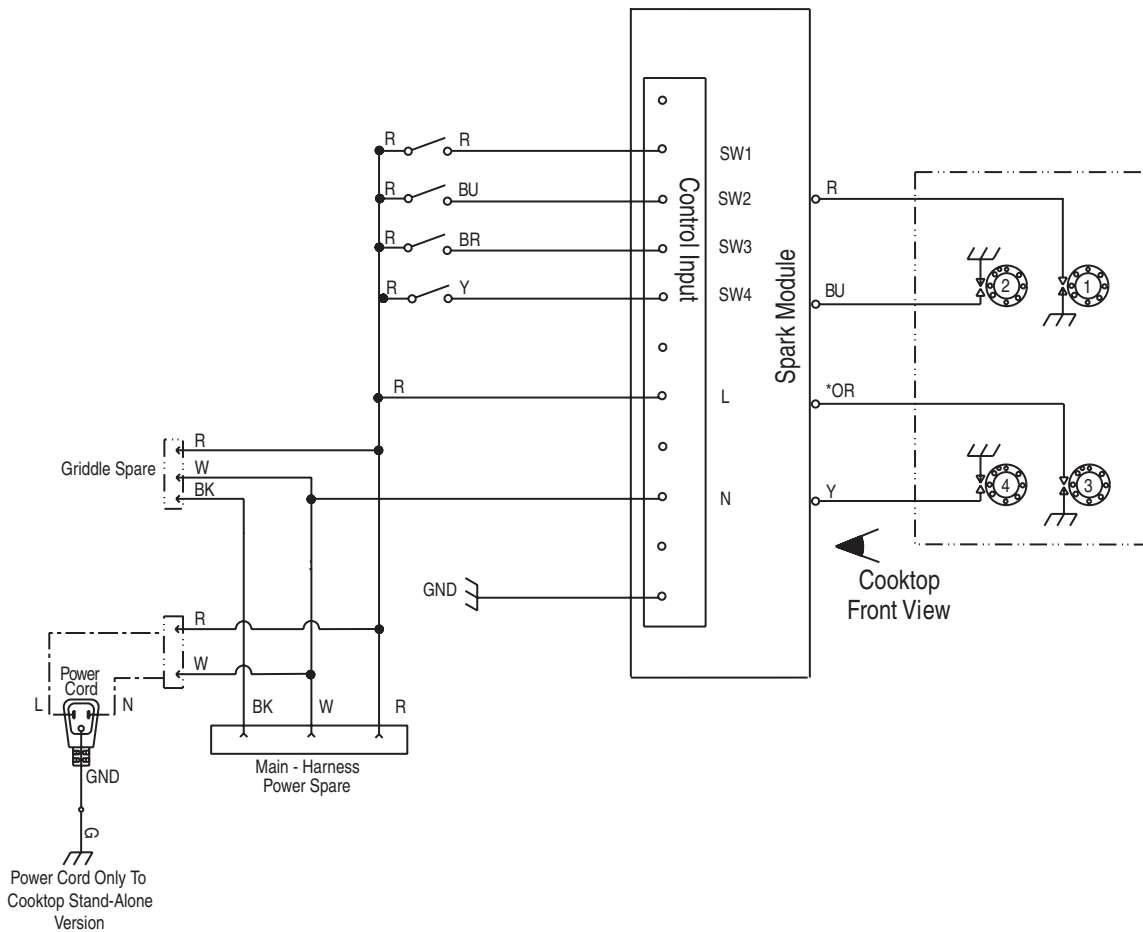 R
R
SW1
R
BU
SW2
R
BR
SW3
R
Y
SW4
Control Input
Spark Module
R
BU
*OR
Y
2
1
4
3
R
L
Griddle Spare
R
W
BK
N
GND
Cooktop
Front View
R
W
Power
Cord
L
N
GND
G
BK
W
R
Main - Harness
Power Spare
Power Cord Only To
Cooktop Stand-Alone
Version